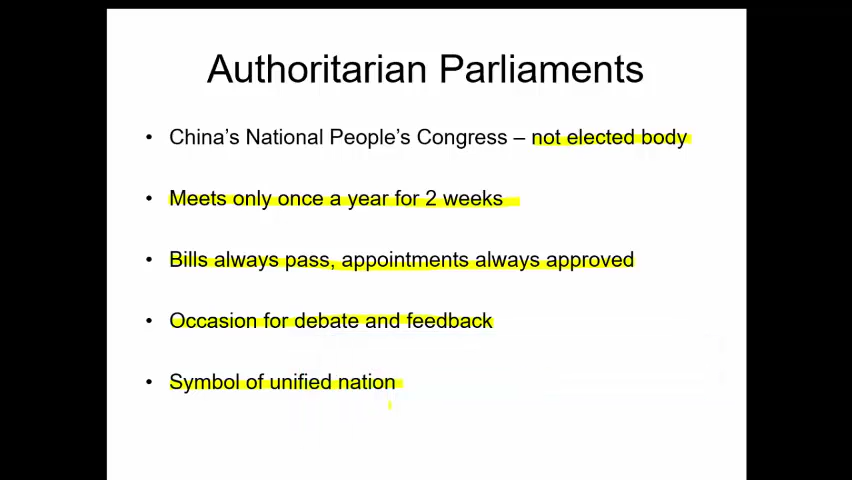 Authoritarian Parliaments
• China's National People's Congress – not elected body
• Meets only once a year for 2 weeks
• Bills always pass, appointments always approved
• Occasion for debate and feedback
• Symbol of unified nation